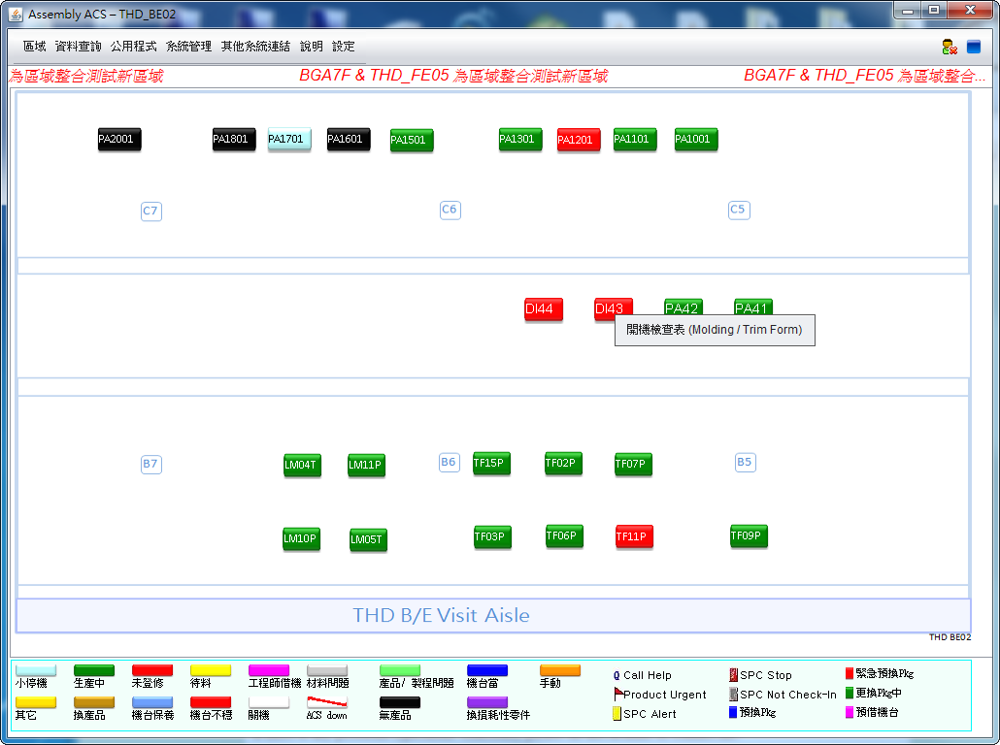 Assembly ACS – THD_BE02
區域 資料查詢 公用程式 系統管理 其他系統連結 說明 設定
為區域整合測試新區域 BGA7F & THD_FE05 為區域整合測試新區域 BGA7F & THD_FE05 為區域整合...
PA2001 PA1801 PA1701 PA1601 PA1501 PA1301 PA1201 PA1101 PA1001
C7 C6 C5
DI44 DI43 PA42 PA41
開機檢查表 (Molding / Trim Form)
B7 LM04T LM11P B6 TF15P TF02P TF07P B5
LM10P LM05T TF03P TF06P TF11P TF09P
THD B/E Visit Aisle
THD BE02
小停機 生產中 未登修 待料 工程師借機 材料問題 產品/ 製程問題 機台當 手動
其它 換產品 機台保養 機台不穩 關機 ACS down 無產品 換損耗性零件
Q Call Help SPC Stop 緊急預換Pkg
Product Urgent SPC Not Check-In 更換Pkg中
SPC Alert 預換Pkg 預借機台